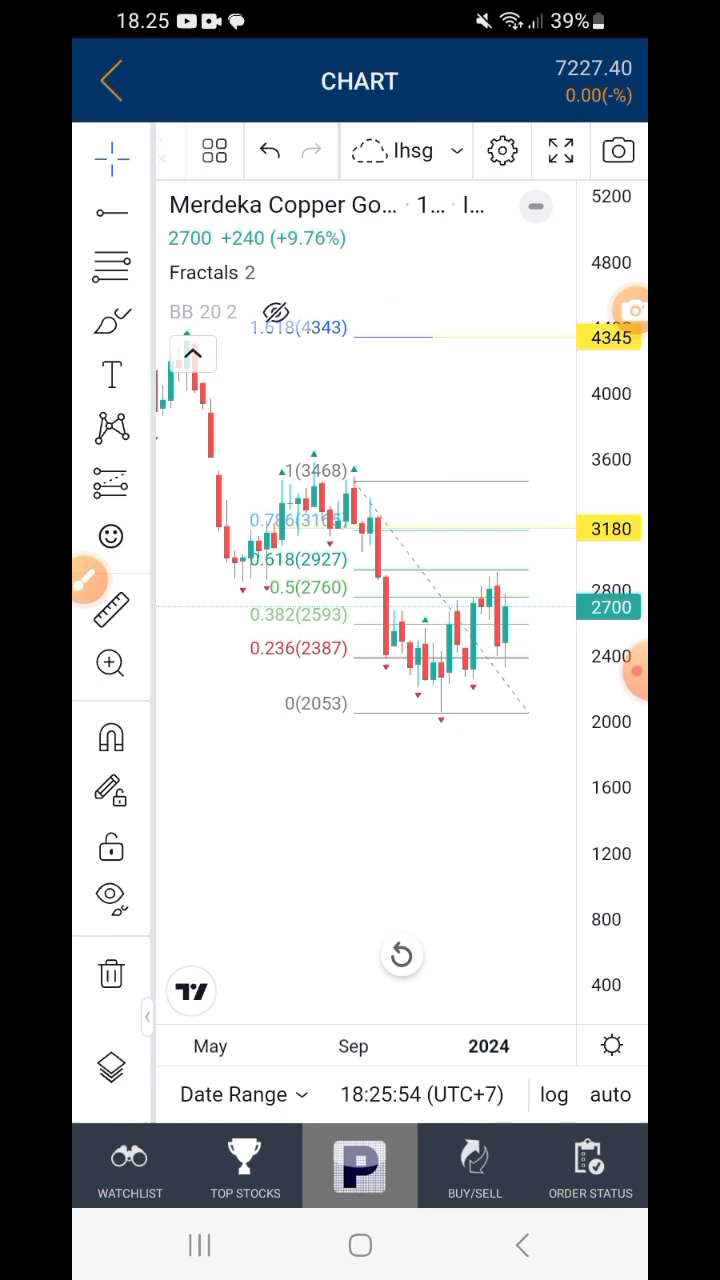 18.25
39%
CHART
7227.40
0.00(-%)
Ihsg
Merdeka Copper Go... · 1... · I...
2700 +240 (+9.76%)
Fractals 2
BB 20 2
1.618(4343)
1(3468)
0.618(2927)
0.5(2760)
0.382(2593)
0.236(2387)
0(2053)
5200
4800
4345
4000
3600
3180
2800
2700
2400
2000
1600
1200
800
400
May
Sep
2024
Date Range
18:25:54 (UTC+7)
log
auto
WATCHLIST
TOP STOCKS
P
BUY/SELL
ORDER STATUS